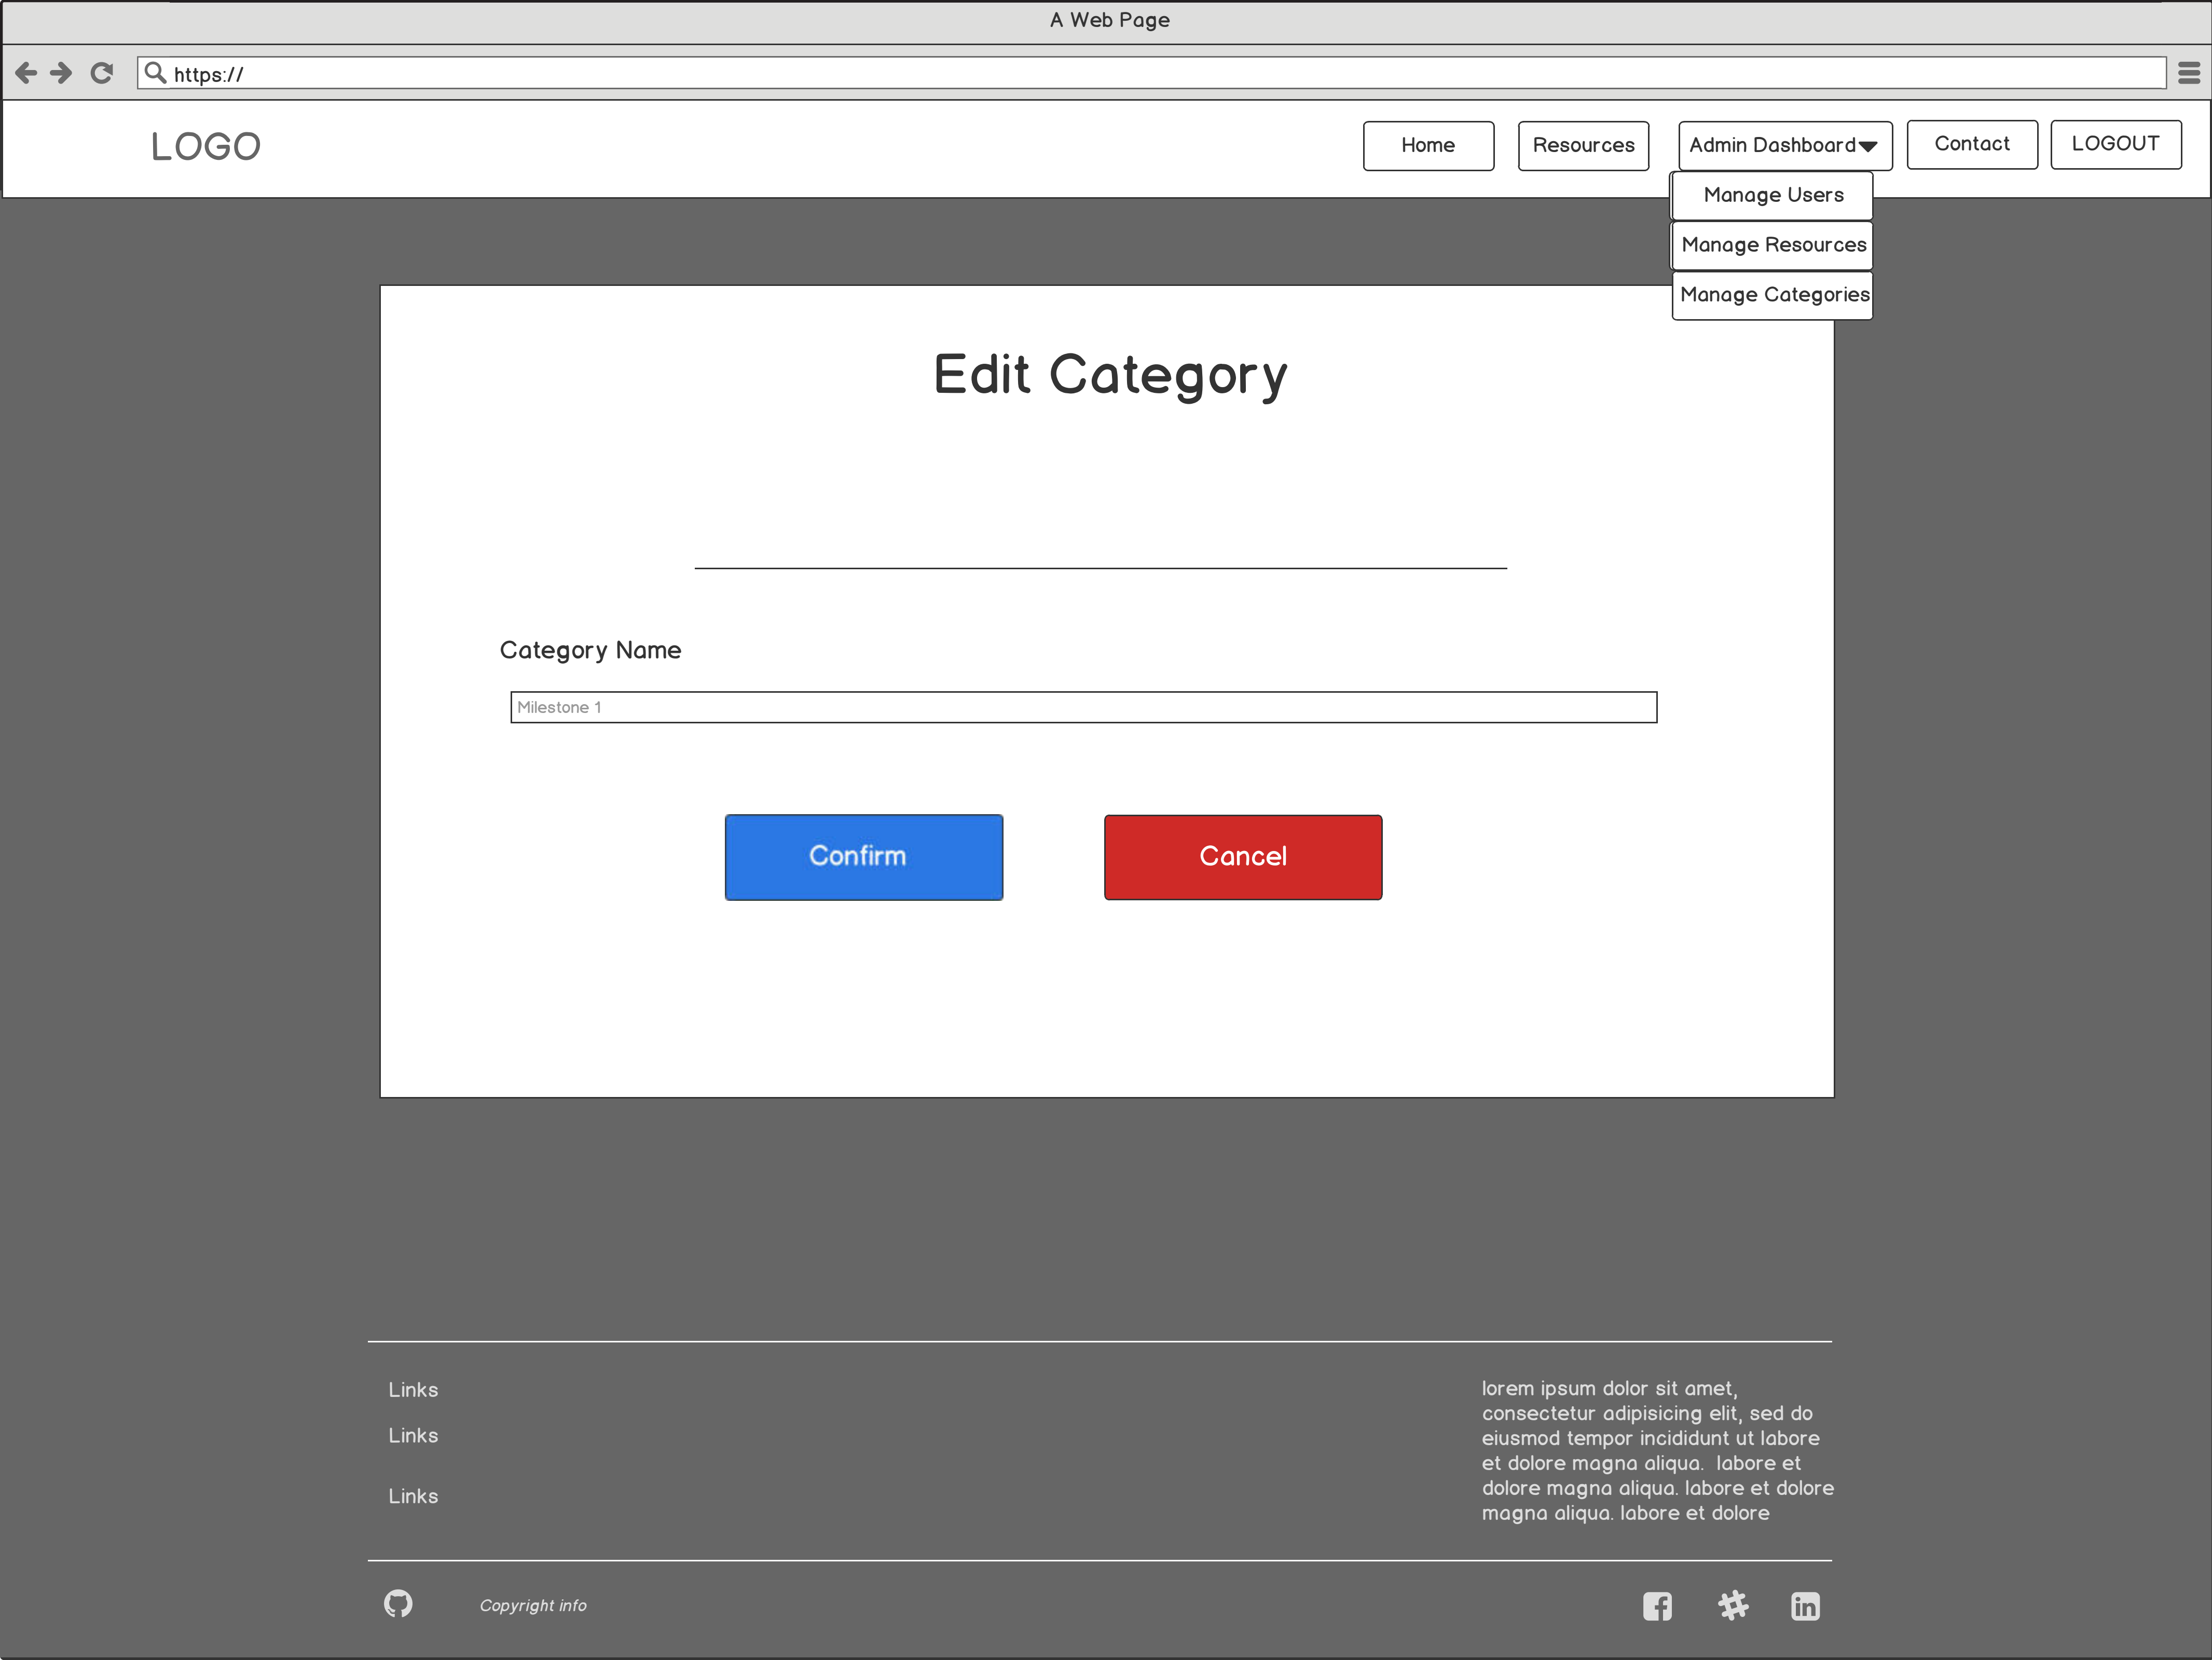 A Web Page
https://
LOGO
Home
Resources
Admin Dashboard
Contact
LOGOUT
Manage Users
Manage Resources
Manage Categories
Edit Category
Category Name
Milestone 1
Confirm
Cancel
Links
Links
Links
lorem ipsum dolor sit amet,
consectetur adipisicing elit, sed do
eiusmod tempor incididunt ut labore
et dolore magna aliqua.  labore et
dolore magna aliqua. labore et dolore
magna aliqua. labore et dolore
Copyright info